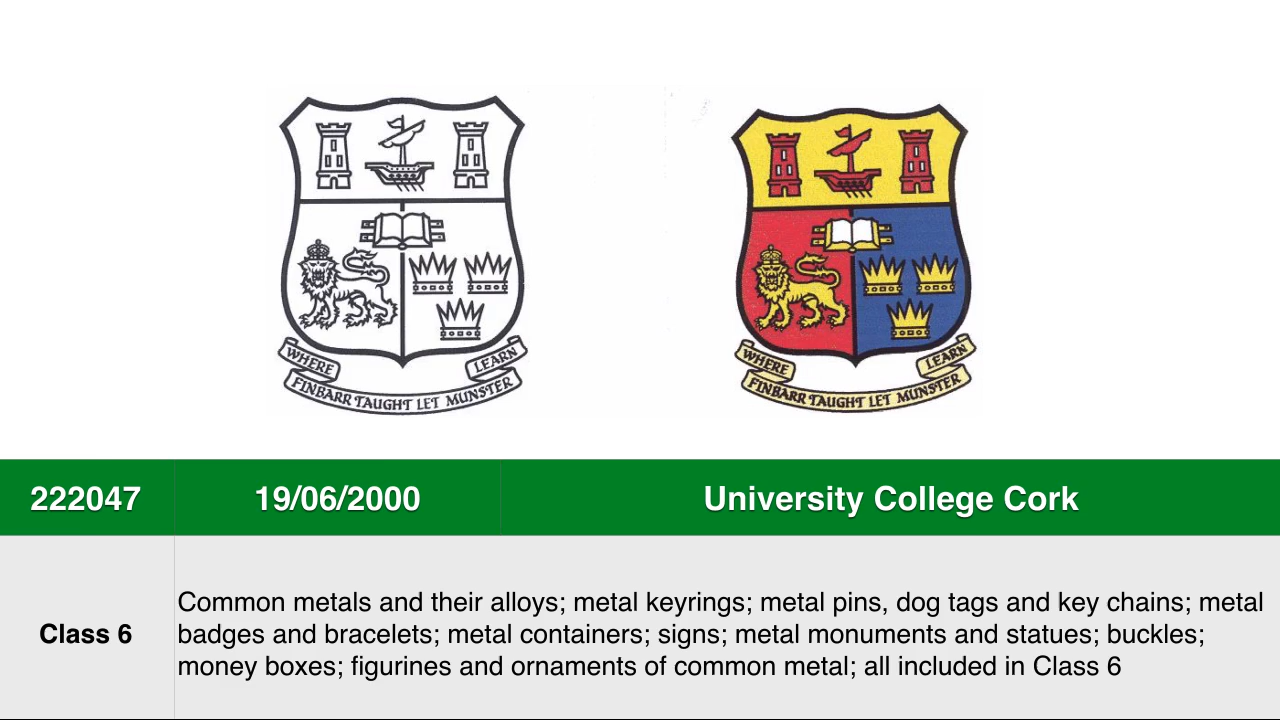 WHERE
LEARN
FINBARR TAUGHT LET MUNSTER
WHERE
LEARN
FINBARR TAUGHT LET MUNSTER
222047
19/06/2000
University College Cork
Class 6
Common metals and their alloys; metal keyrings; metal pins, dog tags and key chains; metal
badges and bracelets; metal containers; signs; metal monuments and statues; buckles;
money boxes; figurines and ornaments of common metal; all included in Class 6